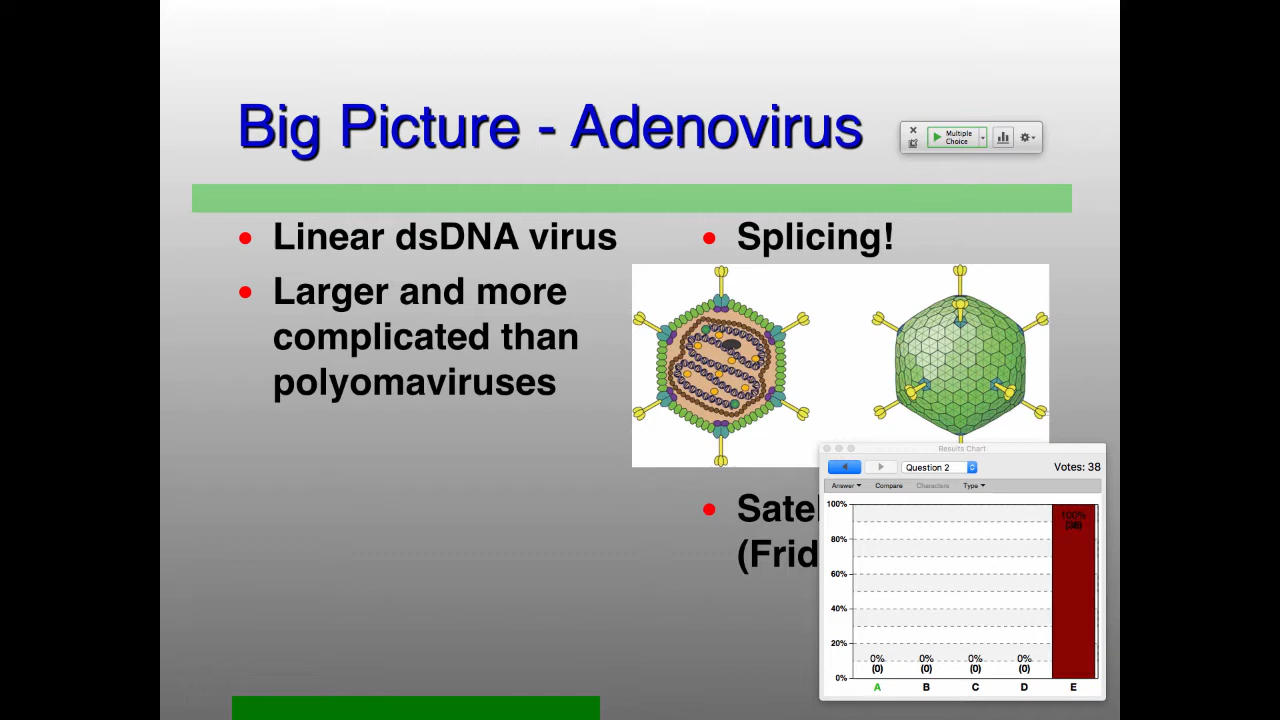 Big Picture - Adenovirus
Multiple
Choice
Linear dsDNA virus
Larger and more
complicated than
polyomaviruses
Splicing!
Results Chart
Question 2
Votes: 38
Answer
Compare
Characters
Type
100%
80%
60%
40%
20%
0%
0%
(0)
0%
(0)
0%
(0)
0%
(0)
100%
(38)
A
B
C
D
E